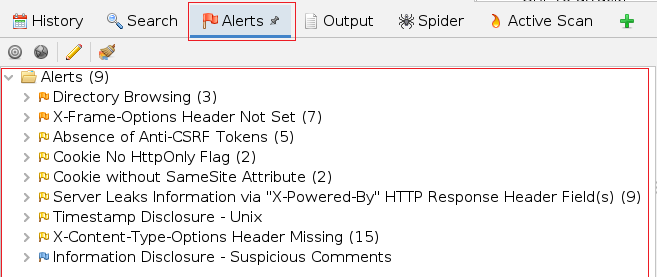 History Search Alerts Output Spider Active Scan
Alerts (9)
Directory Browsing (3)
X-Frame-Options Header Not Set (7)
Absence of Anti-CSRF Tokens (5)
Cookie No HttpOnly Flag (2)
Cookie without SameSite Attribute (2)
Server Leaks Information via "X-Powered-By" HTTP Response Header Field(s) (9)
Timestamp Disclosure - Unix
X-Content-Type-Options Header Missing (15)
Information Disclosure - Suspicious Comments